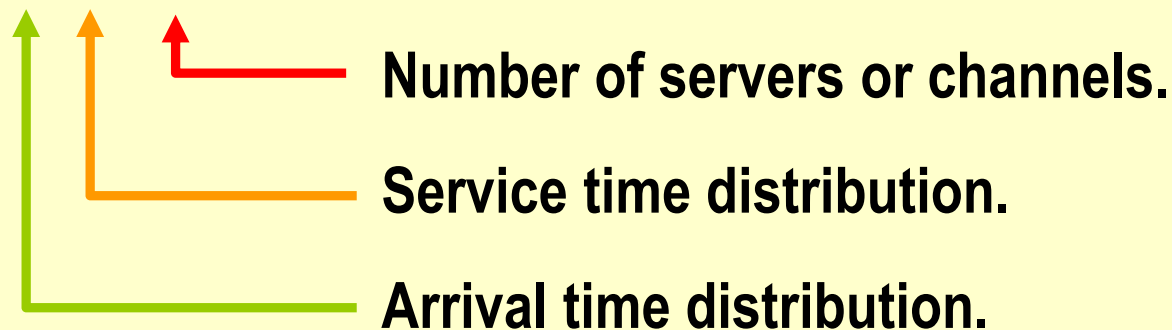 Number of servers or channels.
Service time distribution.
Arrival time distribution.